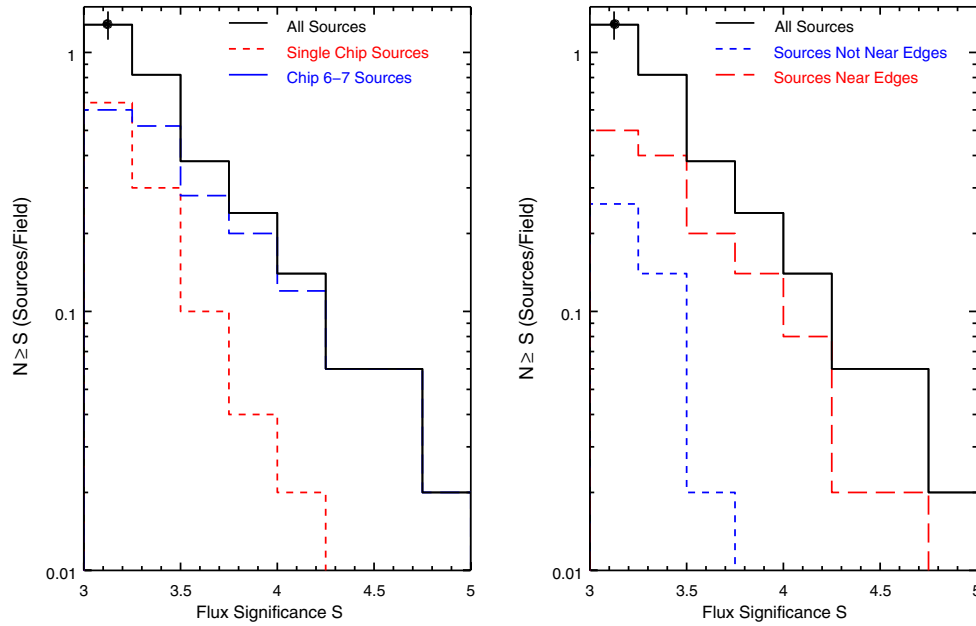 All Sources
Single Chip Sources
Chip 6−7 Sources
1
0.1
0.01
N ≥ S (Sources/Field)
3
3.5
4
4.5
5
Flux Significance S
All Sources
Sources Not Near Edges
Sources Near Edges
1
0.1
0.01
N ≥ S (Sources/Field)
3
3.5
4
4.5
5
Flux Significance S